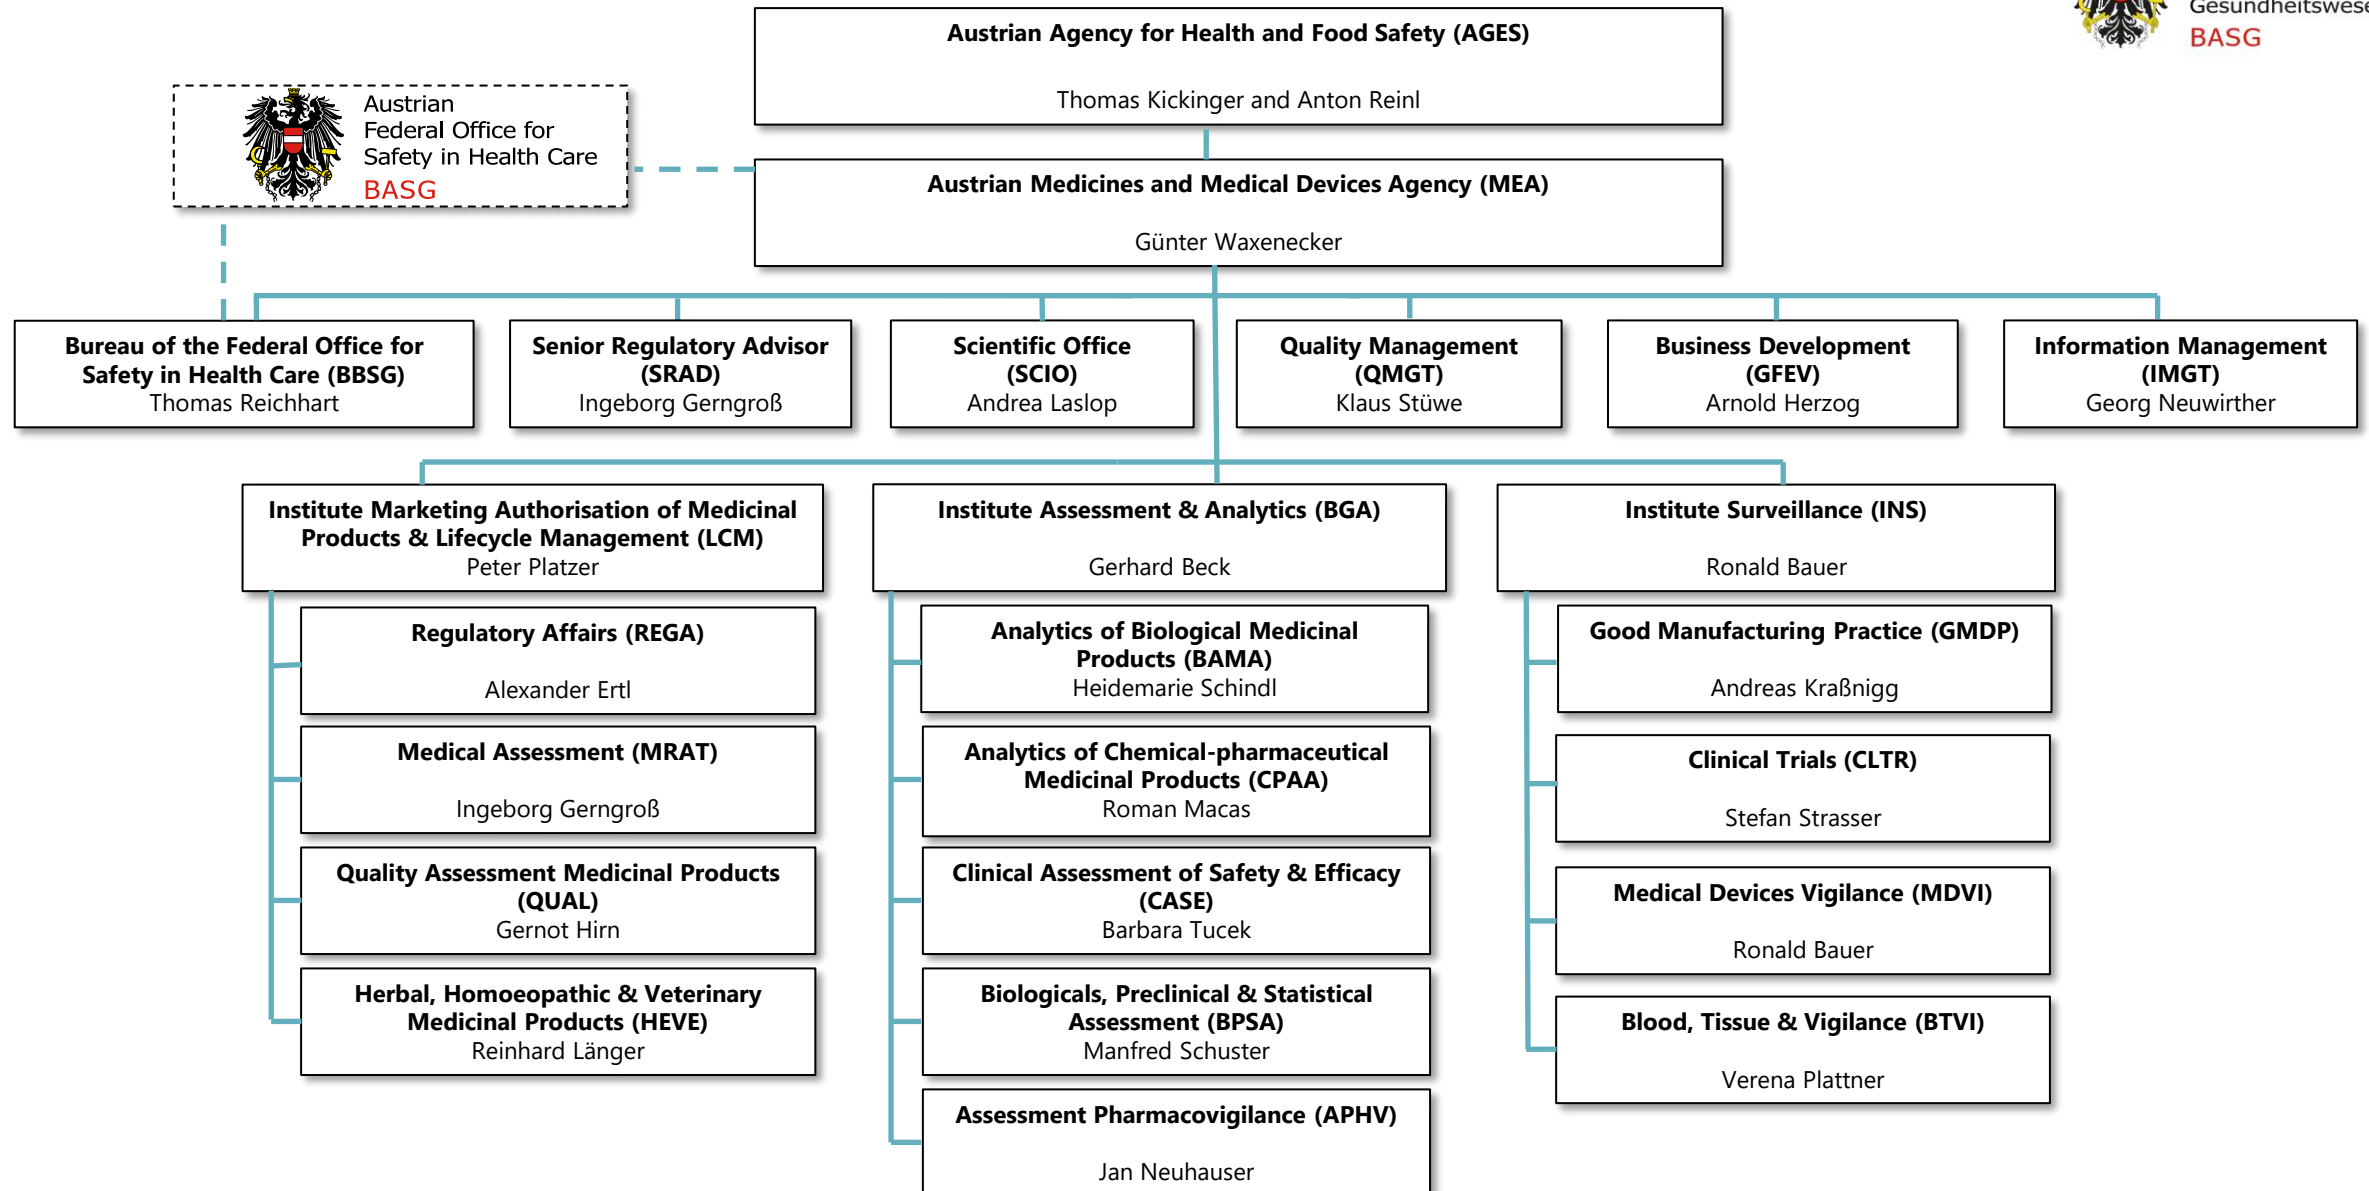 Gesundheitswese
BASG
Austrian Agency for Health and Food Safety (AGES)
Thomas Kickinger and Anton Reinl
Austrian
Federal Office for
Safety in Health Care
BASG
Austrian Medicines and Medical Devices Agency (MEA)
Günter Waxenecker
Bureau of the Federal Office for
Safety in Health Care (BBSG)
Thomas Reichhart
Senior Regulatory Advisor
(SRAD)
Ingeborg Gerngroß
Scientific Office
(SCIO)
Andrea Laslop
Quality Management
(QMGT)
Klaus Stüwe
Business Development
(GFEV)
Arnold Herzog
Information Management
(IMGT)
Georg Neuwirther
Institute Marketing Authorisation of Medicinal
Products & Lifecycle Management (LCM)
Peter Platzer
Regulatory Affairs (REGA)
Alexander Ertl
Medical Assessment (MRAT)
Ingeborg Gerngroß
Quality Assessment Medicinal Products
(QUAL)
Gernot Hirn
Herbal, Homoeopathic & Veterinary
Medicinal Products (HEVE)
Reinhard Länger
Institute Assessment & Analytics (BGA)
Gerhard Beck
Analytics of Biological Medicinal
Products (BAMA)
Heidemarie Schindl
Analytics of Chemical-pharmaceutical
Medicinal Products (CPAA)
Roman Macas
Clinical Assessment of Safety & Efficacy
(CASE)
Barbara Tucek
Biologicals, Preclinical & Statistical
Assessment (BPSA)
Manfred Schuster
Assessment Pharmacovigilance (APHV)
Jan Neuhauser
Institute Surveillance (INS)
Ronald Bauer
Good Manufacturing Practice (GMDP)
Andreas Kraßnigg
Clinical Trials (CLTR)
Stefan Strasser
Medical Devices Vigilance (MDVI)
Ronald Bauer
Blood, Tissue & Vigilance (BTVI)
Verena Plattner